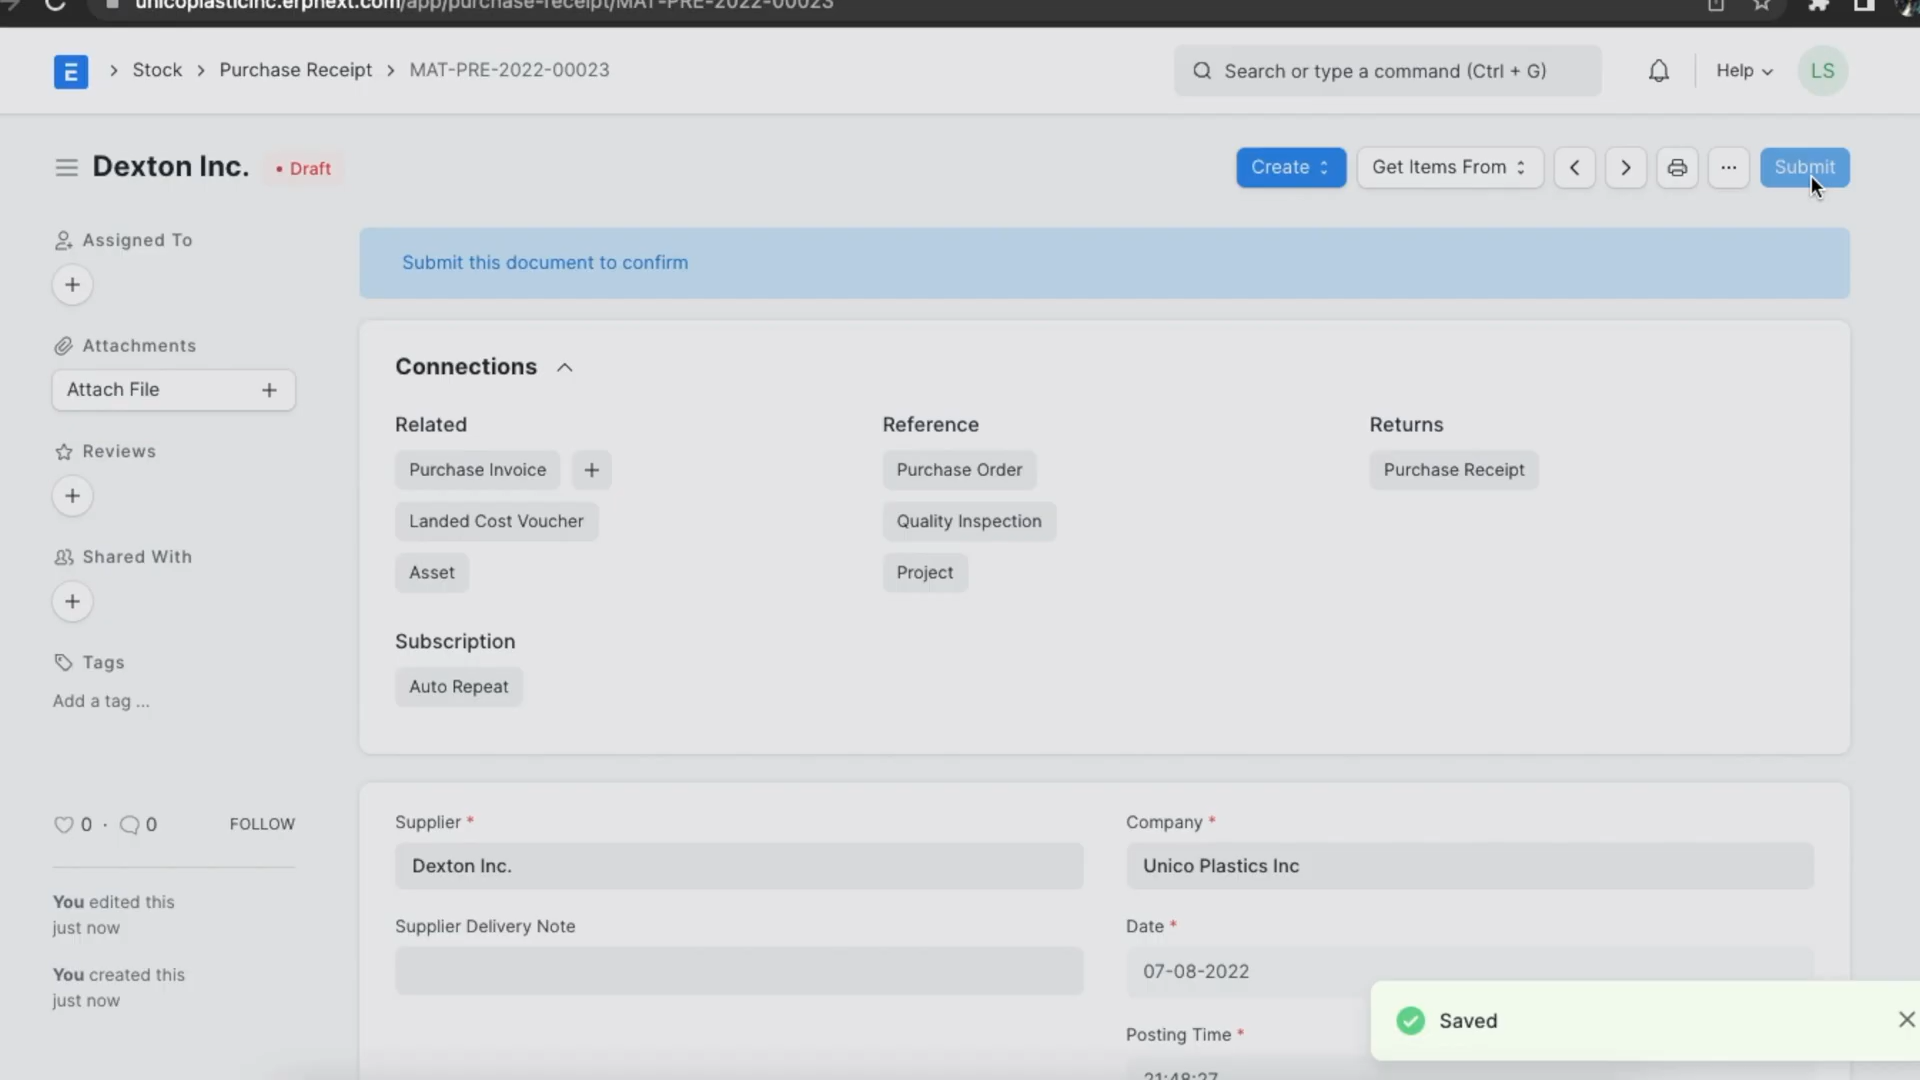 unicoplasticinc.erpnext.com/app/purchase-receipt/MAT-PRE-2022-00023
E
Stock
Purchase Receipt
MAT-PRE-2022-00023
Search or type a command (Ctrl + G)
Help
LS
Dexton Inc.
• Draft
Create
Get Items From
...
Submit
Assigned To
Submit this document to confirm
Attachments
Attach File
Reviews
Shared With
Tags
Add a tag ...
Connections
Related
Reference
Returns
Purchase Invoice
Purchase Order
Purchase Receipt
Landed Cost Voucher
Quality Inspection
Asset
Project
Subscription
Auto Repeat
0 · 0
FOLLOW
You edited this
just now
You created this
just now
Supplier *
Dexton Inc.
Company *
Unico Plastics Inc
Supplier Delivery Note
Date *
07-08-2022
Posting Time *
21:48:27
Saved